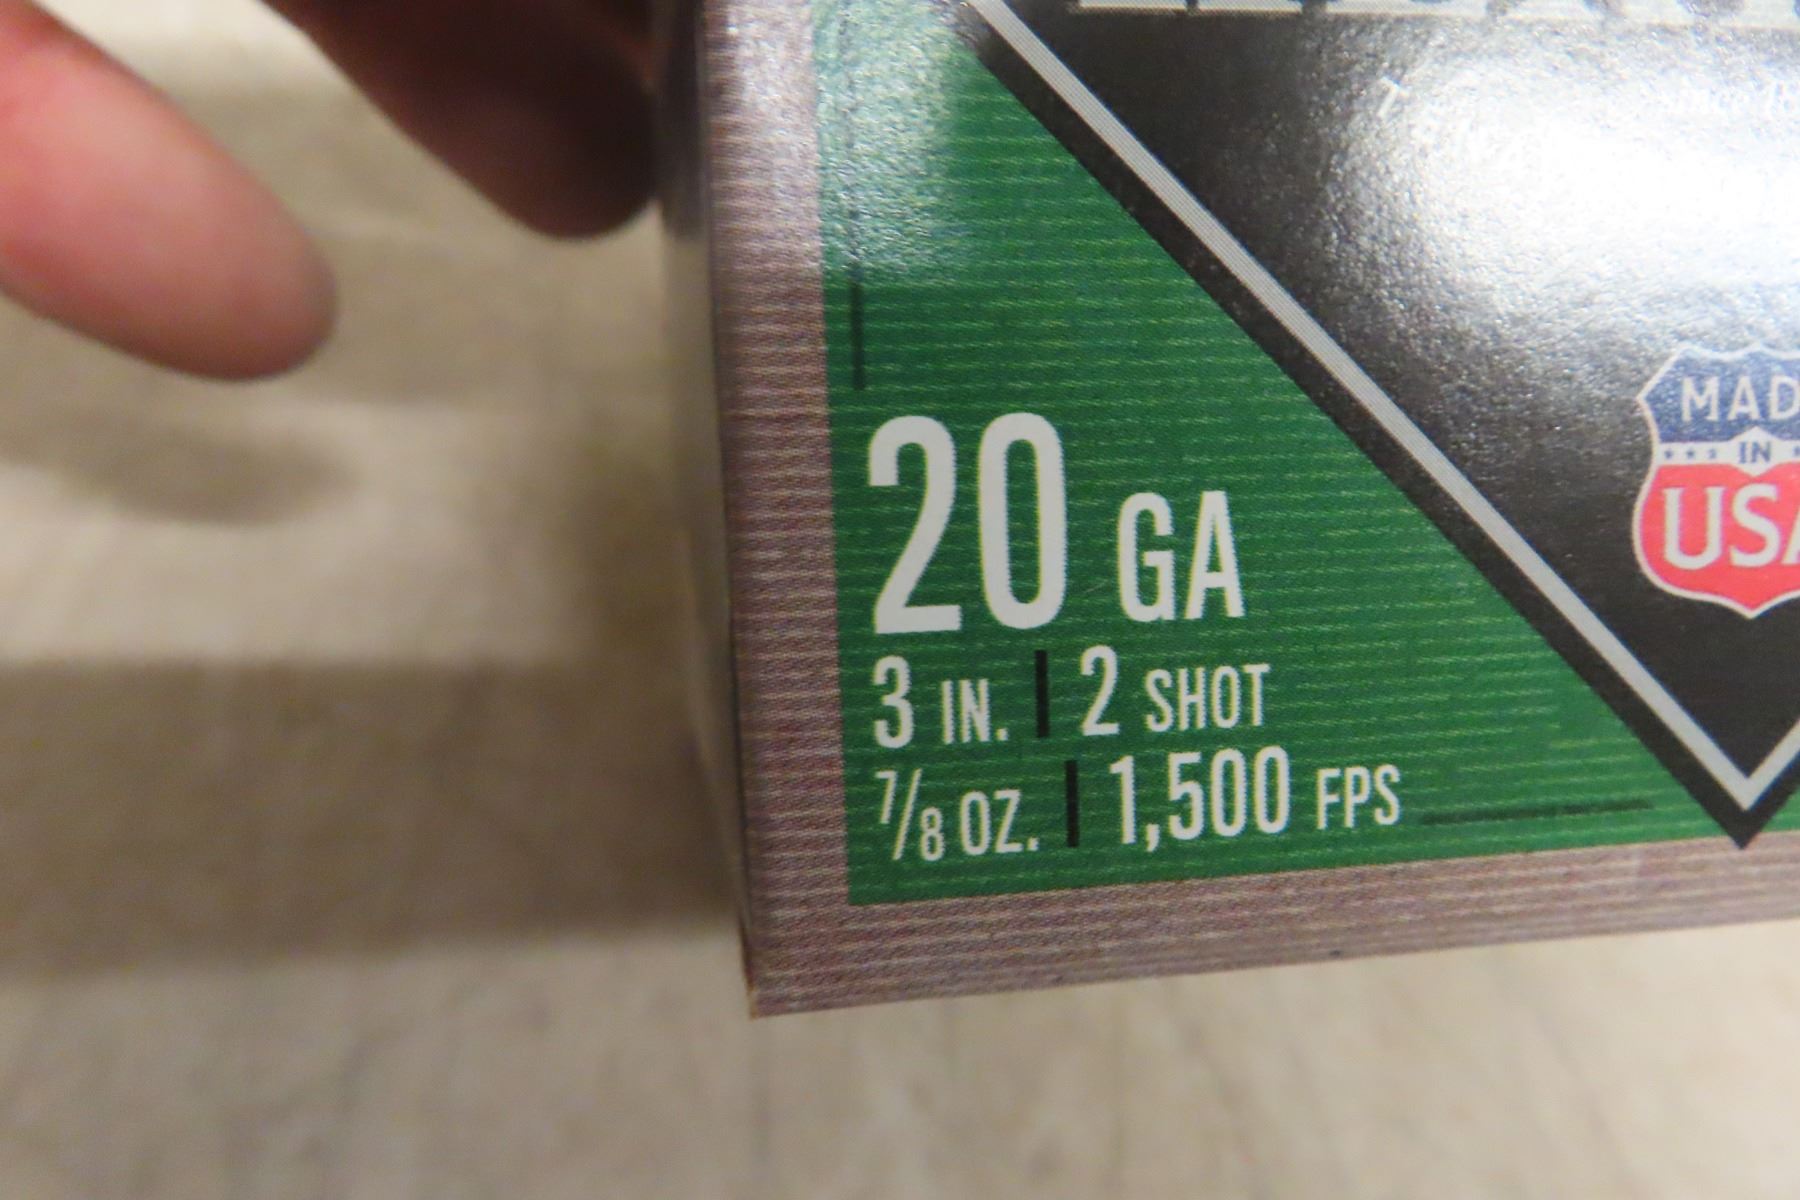 MAD
IN
USA
20 GA
3 IN. | 2 SHOT
7/8 OZ. | 1,500 FPS